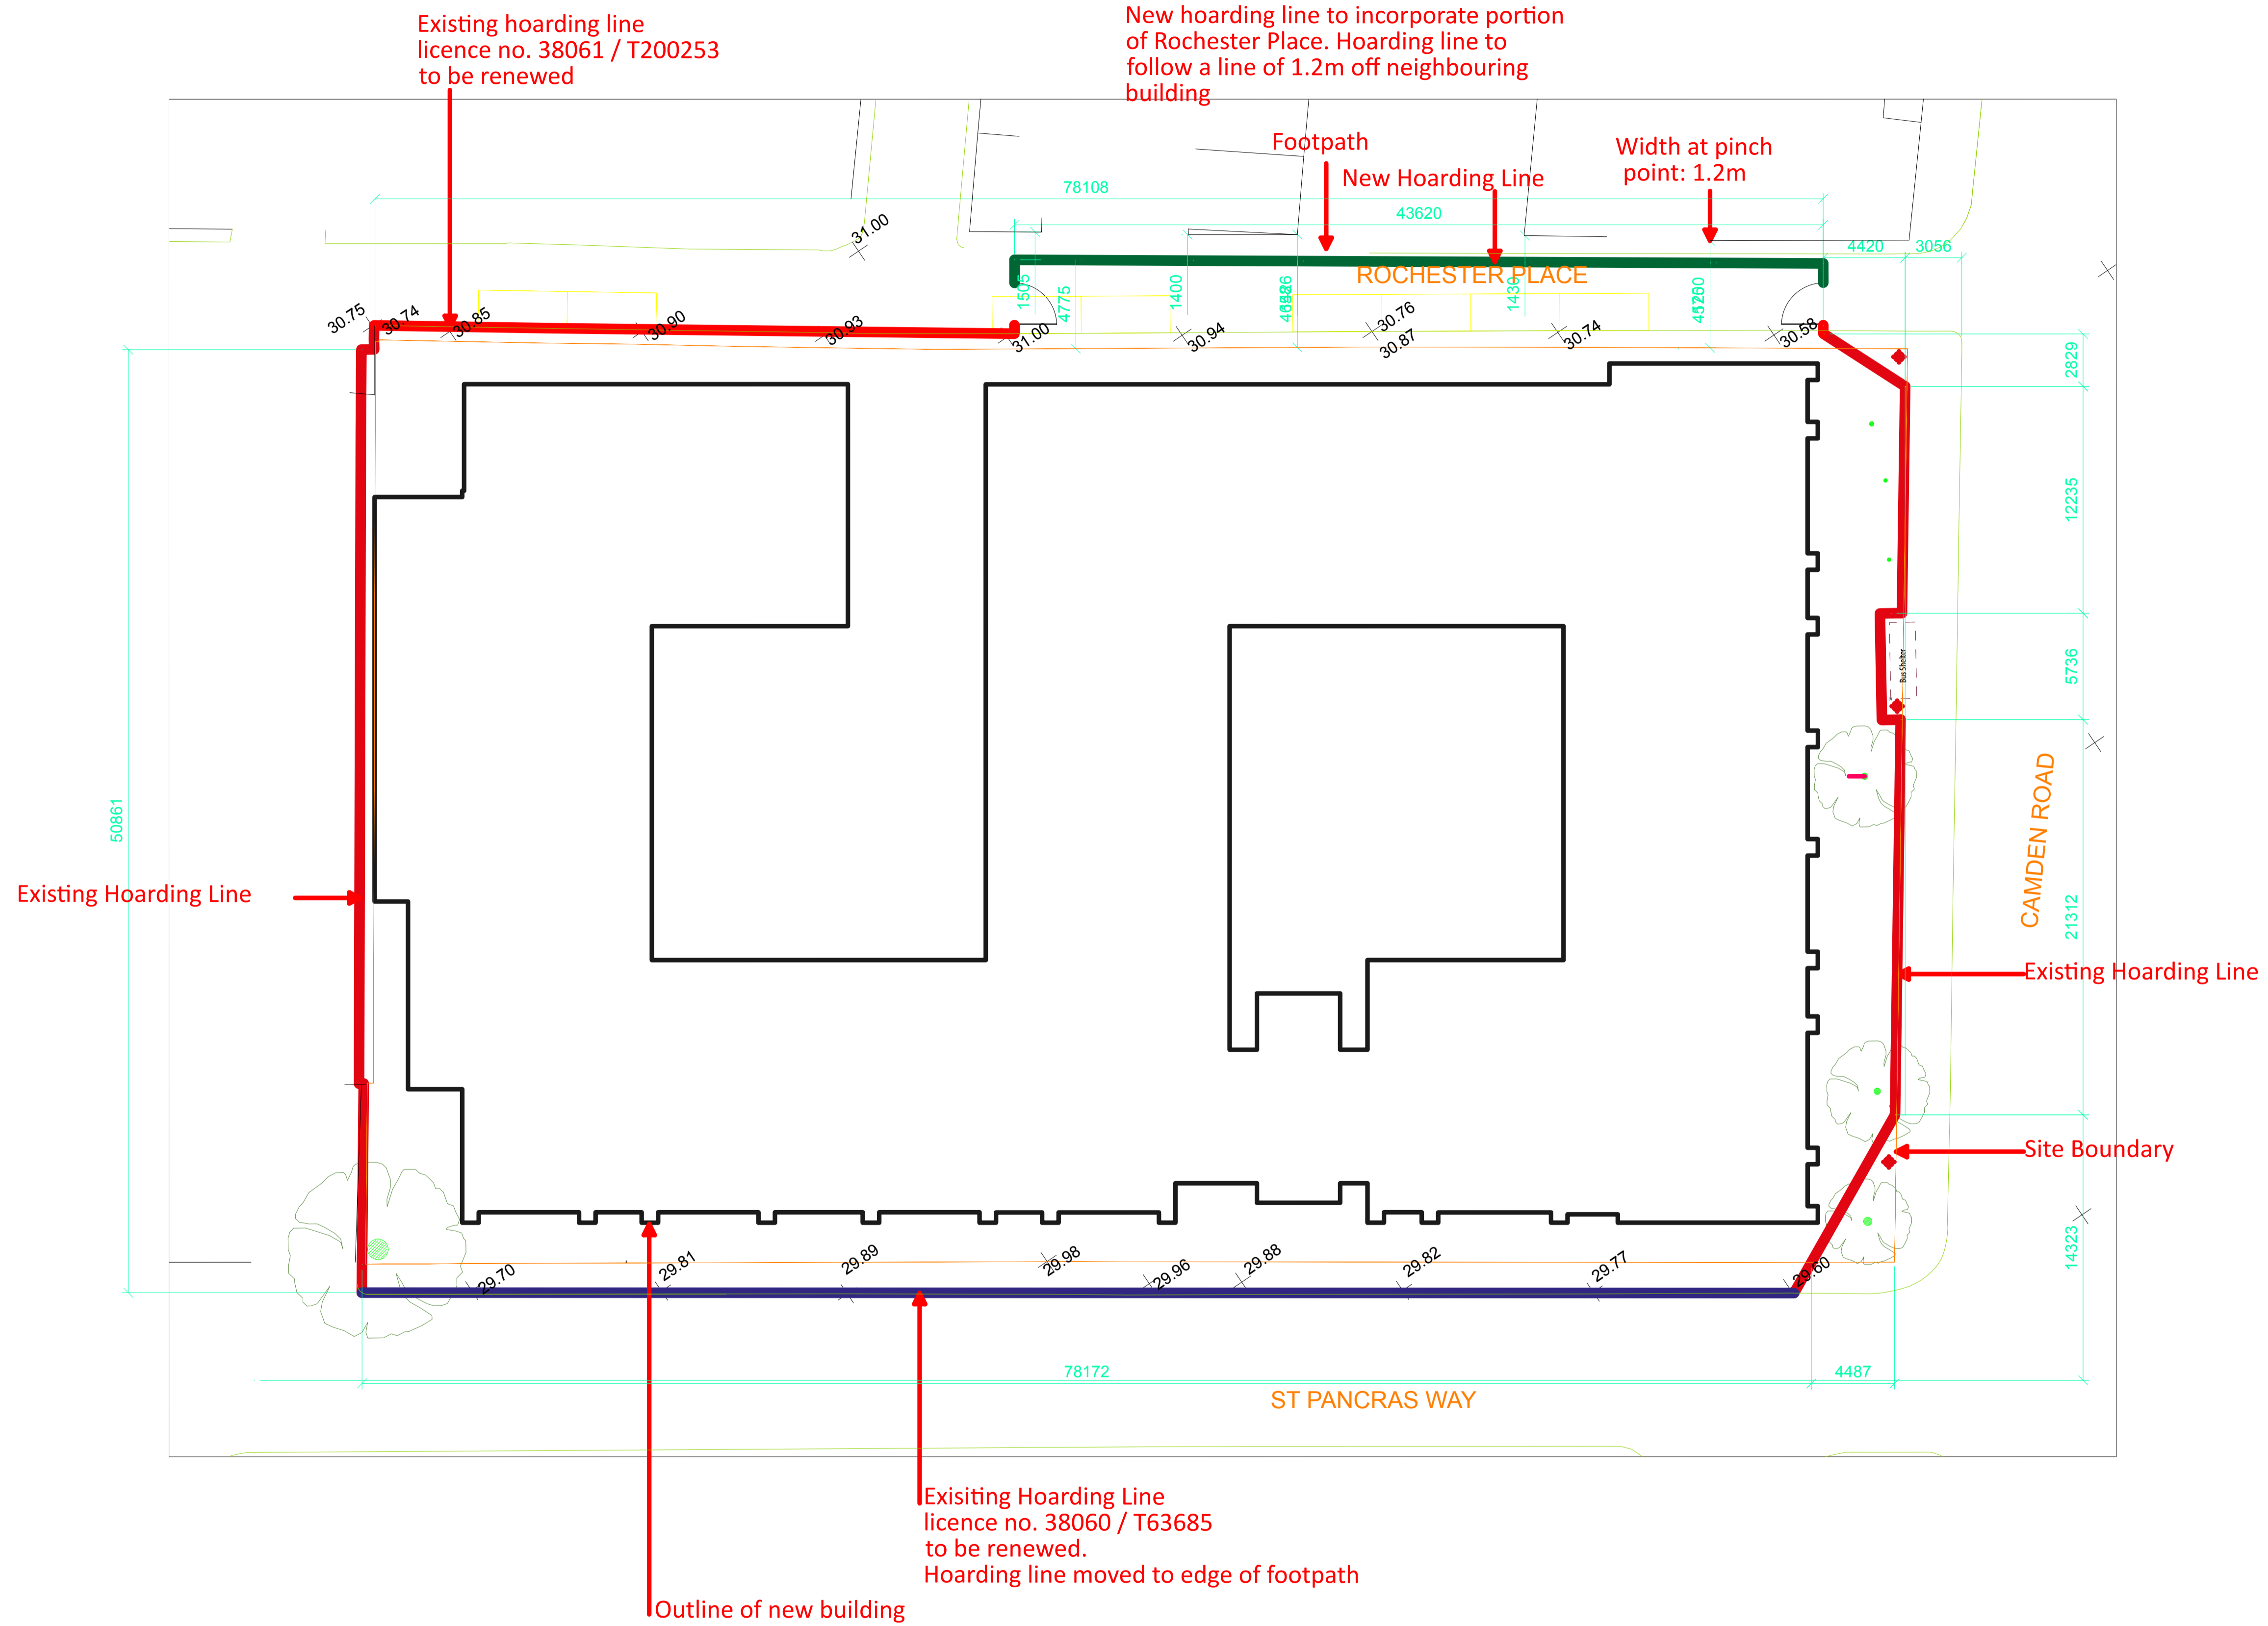 Existing hoarding line
licence no. 38061 / T200253
to be renewed
New hoarding line to incorporate portion
of Rochester Place. Hoarding line to
follow a line of 1.2m off neighbouring
building
Footpath
New Hoarding Line
Width at pinch
point: 1.2m
78108
43620
4420
3056
31.00
ROCHESTER PLACE
1505
4775
1400
1430
30.75
30.74
30.85
30.90
30.93
31.00
30.94
30.76
30.87
30.74
30.58
2829
12235
5736
21312
14323
Bus Shelter
CAMDEN ROAD
50861
Existing Hoarding Line
Existing Hoarding Line
Site Boundary
29.70
29.81
29.89
29.98
29.96
29.88
29.82
29.77
29.60
78172
4487
ST PANCRAS WAY
Exisiting Hoarding Line
licence no. 38060 / T63685
to be renewed.
Hoarding line moved to edge of footpath
Outline of new building